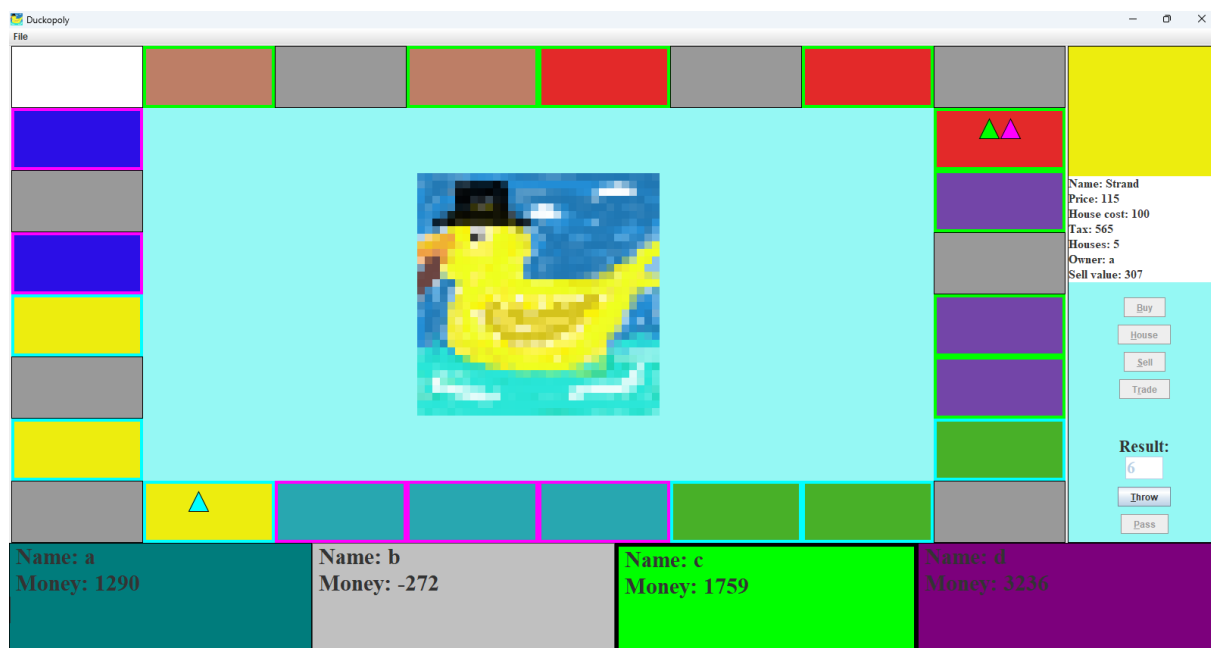 Duckopoly
File
Name: Strand
Price: 115
House cost: 100
Tax: 565
Houses: 5
Owner: a
Sell value: 307
Buy
House
Sell
Trade
Result:
6
Throw
Pass
Name: a
Money: 1290
Name: b
Money: -272
Name: c
Money: 1759
Name: d
Money: 3236